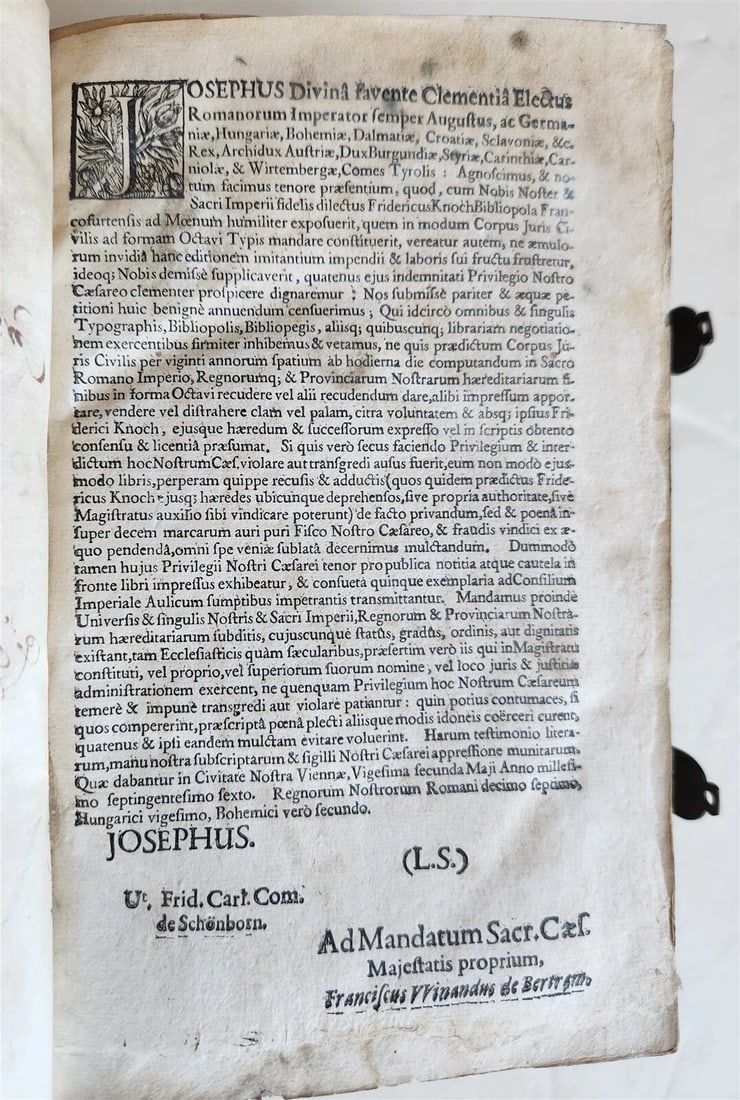 JOSEPHUS Divinâ favente Clementiâ Electus
Romanorum Imperator semper Augustus, ac Germa-
niæ, Hungariæ, Bohemiæ, Dalmatiæ, Croatiæ, Sclavoniæ, &c.
Rex, Archidux Austriæ, Dux Burgundiæ, Styriæ, Carinthiæ, Car-
niolæ, & Wirtembergæ, Comes Tyrolis : Agnoscimus, & no-
tum facimus tenore præsentium, quod, cum Nobis Noster &
Sacri Imperii fidelis dilectus Fridericus Knoch Bibliopola Fran-
cofurtensis ad Mœnum humiliter exposuerit, quem in modum Corpus Juris Ci-
vilis ad formam Octavi Typis mandare constituerit, vereatur autem, ne æmulo-
rum invidiâ hanc editionem imitantium impendii & laboris sui fructu frustretur,
ideoq; Nobis demissè supplicaverit, quatenus ejus indemnitati Privilegio Nostro
Cæsareo clementer prospicere dignaremur ; Nos submissè pariter & æquæ pe-
titioni huic benignè annuendum censuerimus ; Qui idcircò omnibus & singulis
Typographis, Bibliopolis, Bibliopegis, aliisq; quibuscunq; librariam negotiatio-
nem exercentibus firmiter inhibemus & vetamus, ne quis prædictum Corpus Ju-
ris Civilis per viginti annorum spatium ab hodierna die computandum in Sacro
Romano Imperio, Regnorumq; & Provinciarum Nostrarum hæreditariarum fi-
nibus in forma Octavi recudere vel alii recudendum dare, alibi impressum appor-
tare, vendere vel distrahere clam vel palam, citra voluntatem & absq; ipsius Fri-
derici Knoch, ejusque hæredum & successorum expresso vel in scriptis obtento
consensu & licentiâ præsumat. Si quis verò secus faciendo Privilegium & inter-
dictum hoc Nostrum Cæs. violare aut transgredi ausus fuerit, eum non modò ejus-
modo libris, perperam quippe recusis & adductis (quos quidem prædictus Fride-
ricus Knoch ejusq; hæredes ubicunque deprehensos, sive propria authoritate, sive
Magistratus auxilio sibi vindicare poterunt) de facto privandum, sed & pœnâ in-
super decem marcarum auri puri Fisco Nostro Cæsareo, & fraudis vindici ex æ-
quo pendendâ, omni spe veniæ sublatâ decernimus mulctandum. Dummodò
tamen hujus Privilegii Nostri Cæsarei tenor pro publica notitia atque cautela in
fronte libri impressus exhibeatur, & consueta quinque exemplaria ad Consilium
Imperiale Aulicum sumptibus impetrantis transmittantur. Mandamus proinde
Universis & singulis Nostris & Sacri Imperii, Regnorum & Provinciarum Nostra-
rum hæreditariarum subditis, cujuscunque statûs, gradûs, ordinis, aut dignitatis
existant, tam Ecclesiasticis quàm sæcularibus, præsertim verò iis qui in Magistratu
constituti, vel proprio, vel superiorum suorum nomine, vel loco juris & justitiæ
administrationem exercent, ne quenquam Privilegium hoc Nostrum Cæsareum
temerè & impunè transgredi aut violare patiantur : quin potius contumaces, si
quos compererint, præscriptâ pœnâ plecti aliisque modis idoneis coërceri curent,
quatenus & ipsi eandem mulctam evitare voluerint. Harum testimonio litera-
rum, manu nostra subscriptarum & sigilli Nostri Cæsarei appressione munitarum.
Quæ dabantur in Civitate Nostra Viennæ, Vigesima secunda Maji Anno millesi-
mo septingentesimo sexto. Regnorum Nostrorum Romani decimo septimo,
Hungarici vigesimo, Bohemici verò secundo.
JOSEPHUS.
(L.S.)
Ut. Frid. Carl. Com.
de Schönborn.
Ad Mandatum Sacr. Cæs.
Majestatis proprium,
Franciscus VVinandus de Bertram.